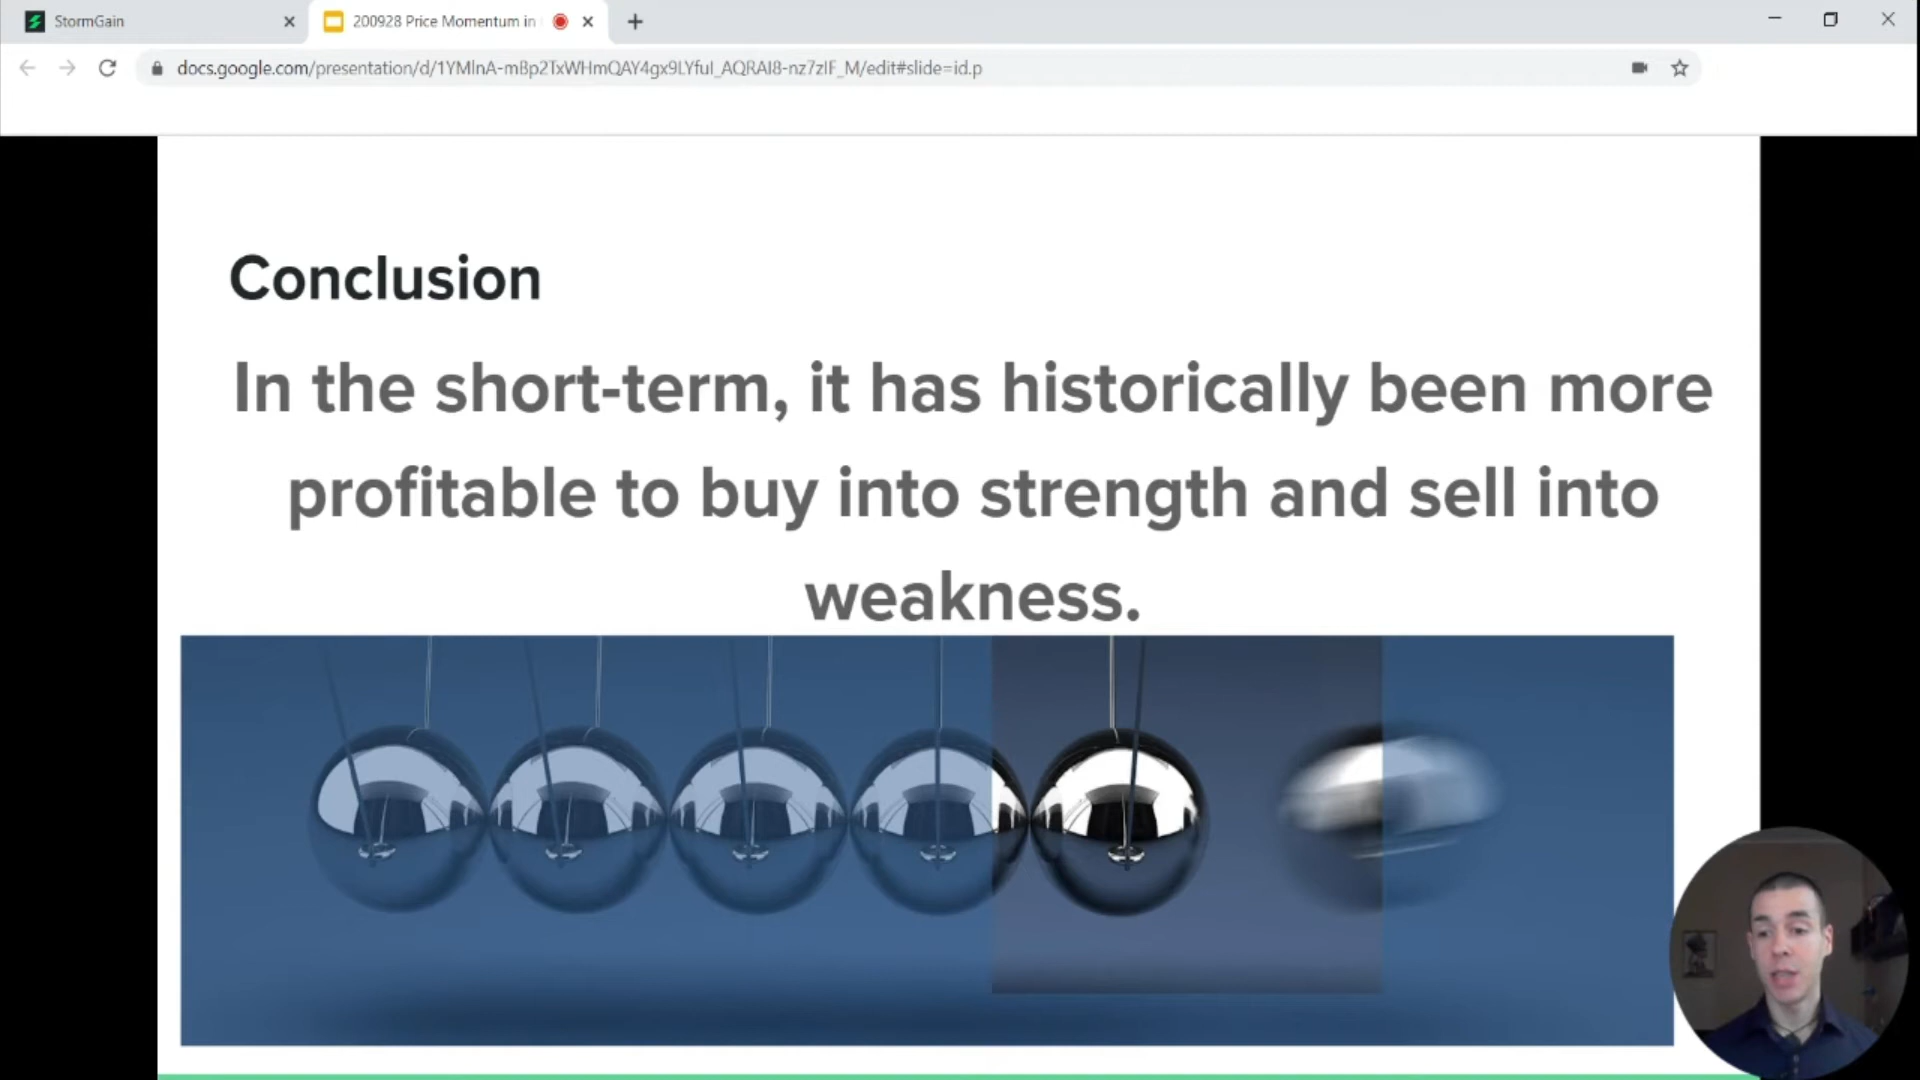 StormGain
200928 Price Momentum in
docs.google.com/presentation/d/1YMlnA-mBp2TxWHmQAY4gx9LYfuI_AQRAI8-nz7zIF_M/edit#slide=id.p
Conclusion
In the short-term, it has historically been more
profitable to buy into strength and sell into
weakness.